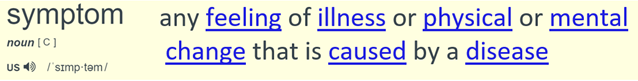 symptom any feeling of illness or physical or mental
noun [ C ] change that is caused by a disease
US /ˈsɪmp·təm/